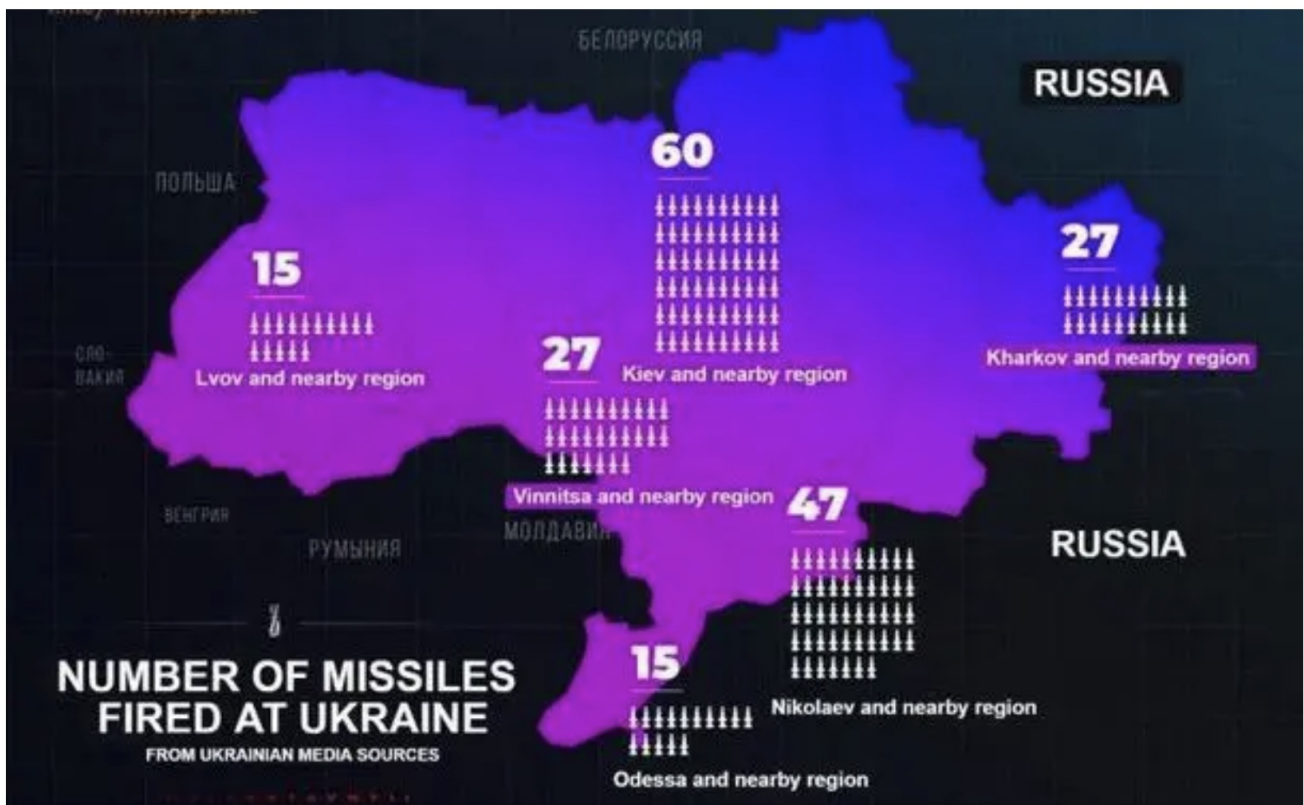 БЕЛОРУССИЯ
RUSSIA
60
ПОЛЬША
27
15
Kharkov and nearby region
СЛО-
ВАКИЯ
27
Lvov and nearby region
Kiev and nearby region
Vinnitsa and nearby region
47
ВЕНГРИЯ
РУМЫНИЯ
МОЛДАВИЯ
RUSSIA
15
NUMBER OF MISSILES
FIRED AT UKRAINE
FROM UKRAINIAN MEDIA SOURCES
Nikolaev and nearby region
Odessa and nearby region